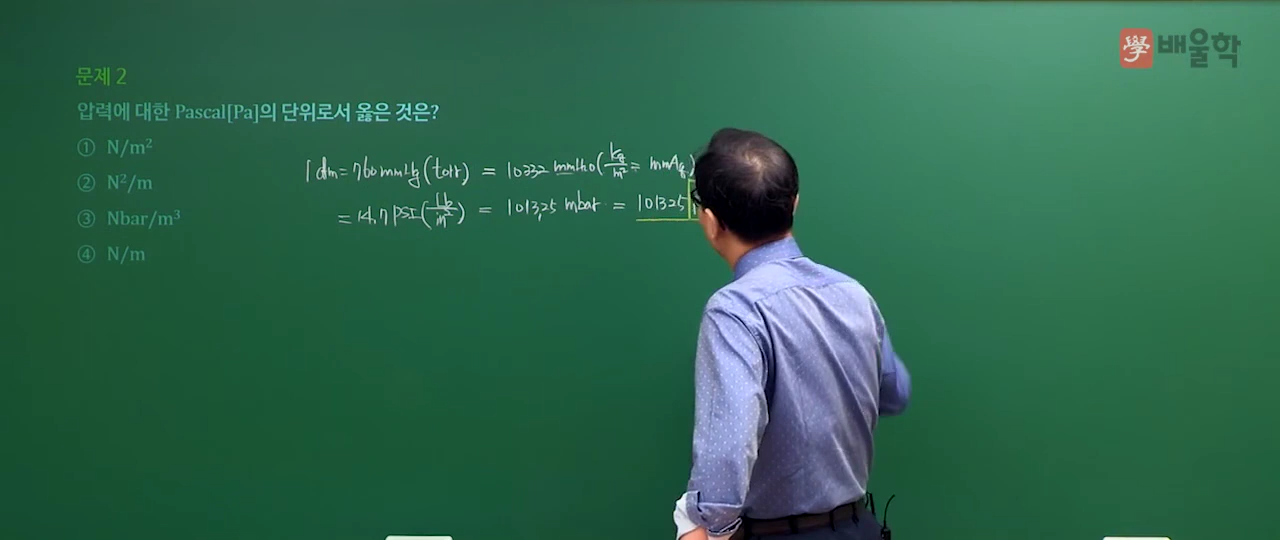 學 배울학
문제 2
압력에 대한 Pascal[Pa]의 단위로서 옳은 것은?
① N/m²
② N²/m
③ Nbar/m³
④ N/m
1 atm = 760 mmHg (torr) = 10332 mmH₂O (kg/m² = mmAq)
= 14.7 PSI (lb/in²) = 1013.25 mbar = 101325